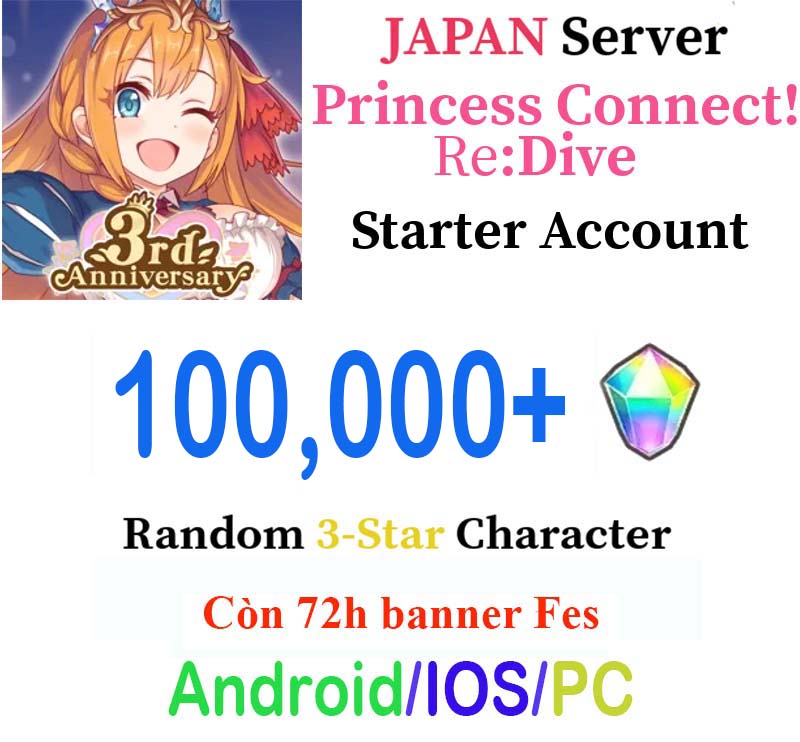 JAPAN Server
Princess Connect!
Re:Dive
Starter Account
3rd
Anniversary
100,000+
Random 3-Star Character
Còn 72h banner Fes
Android/IOS/PC